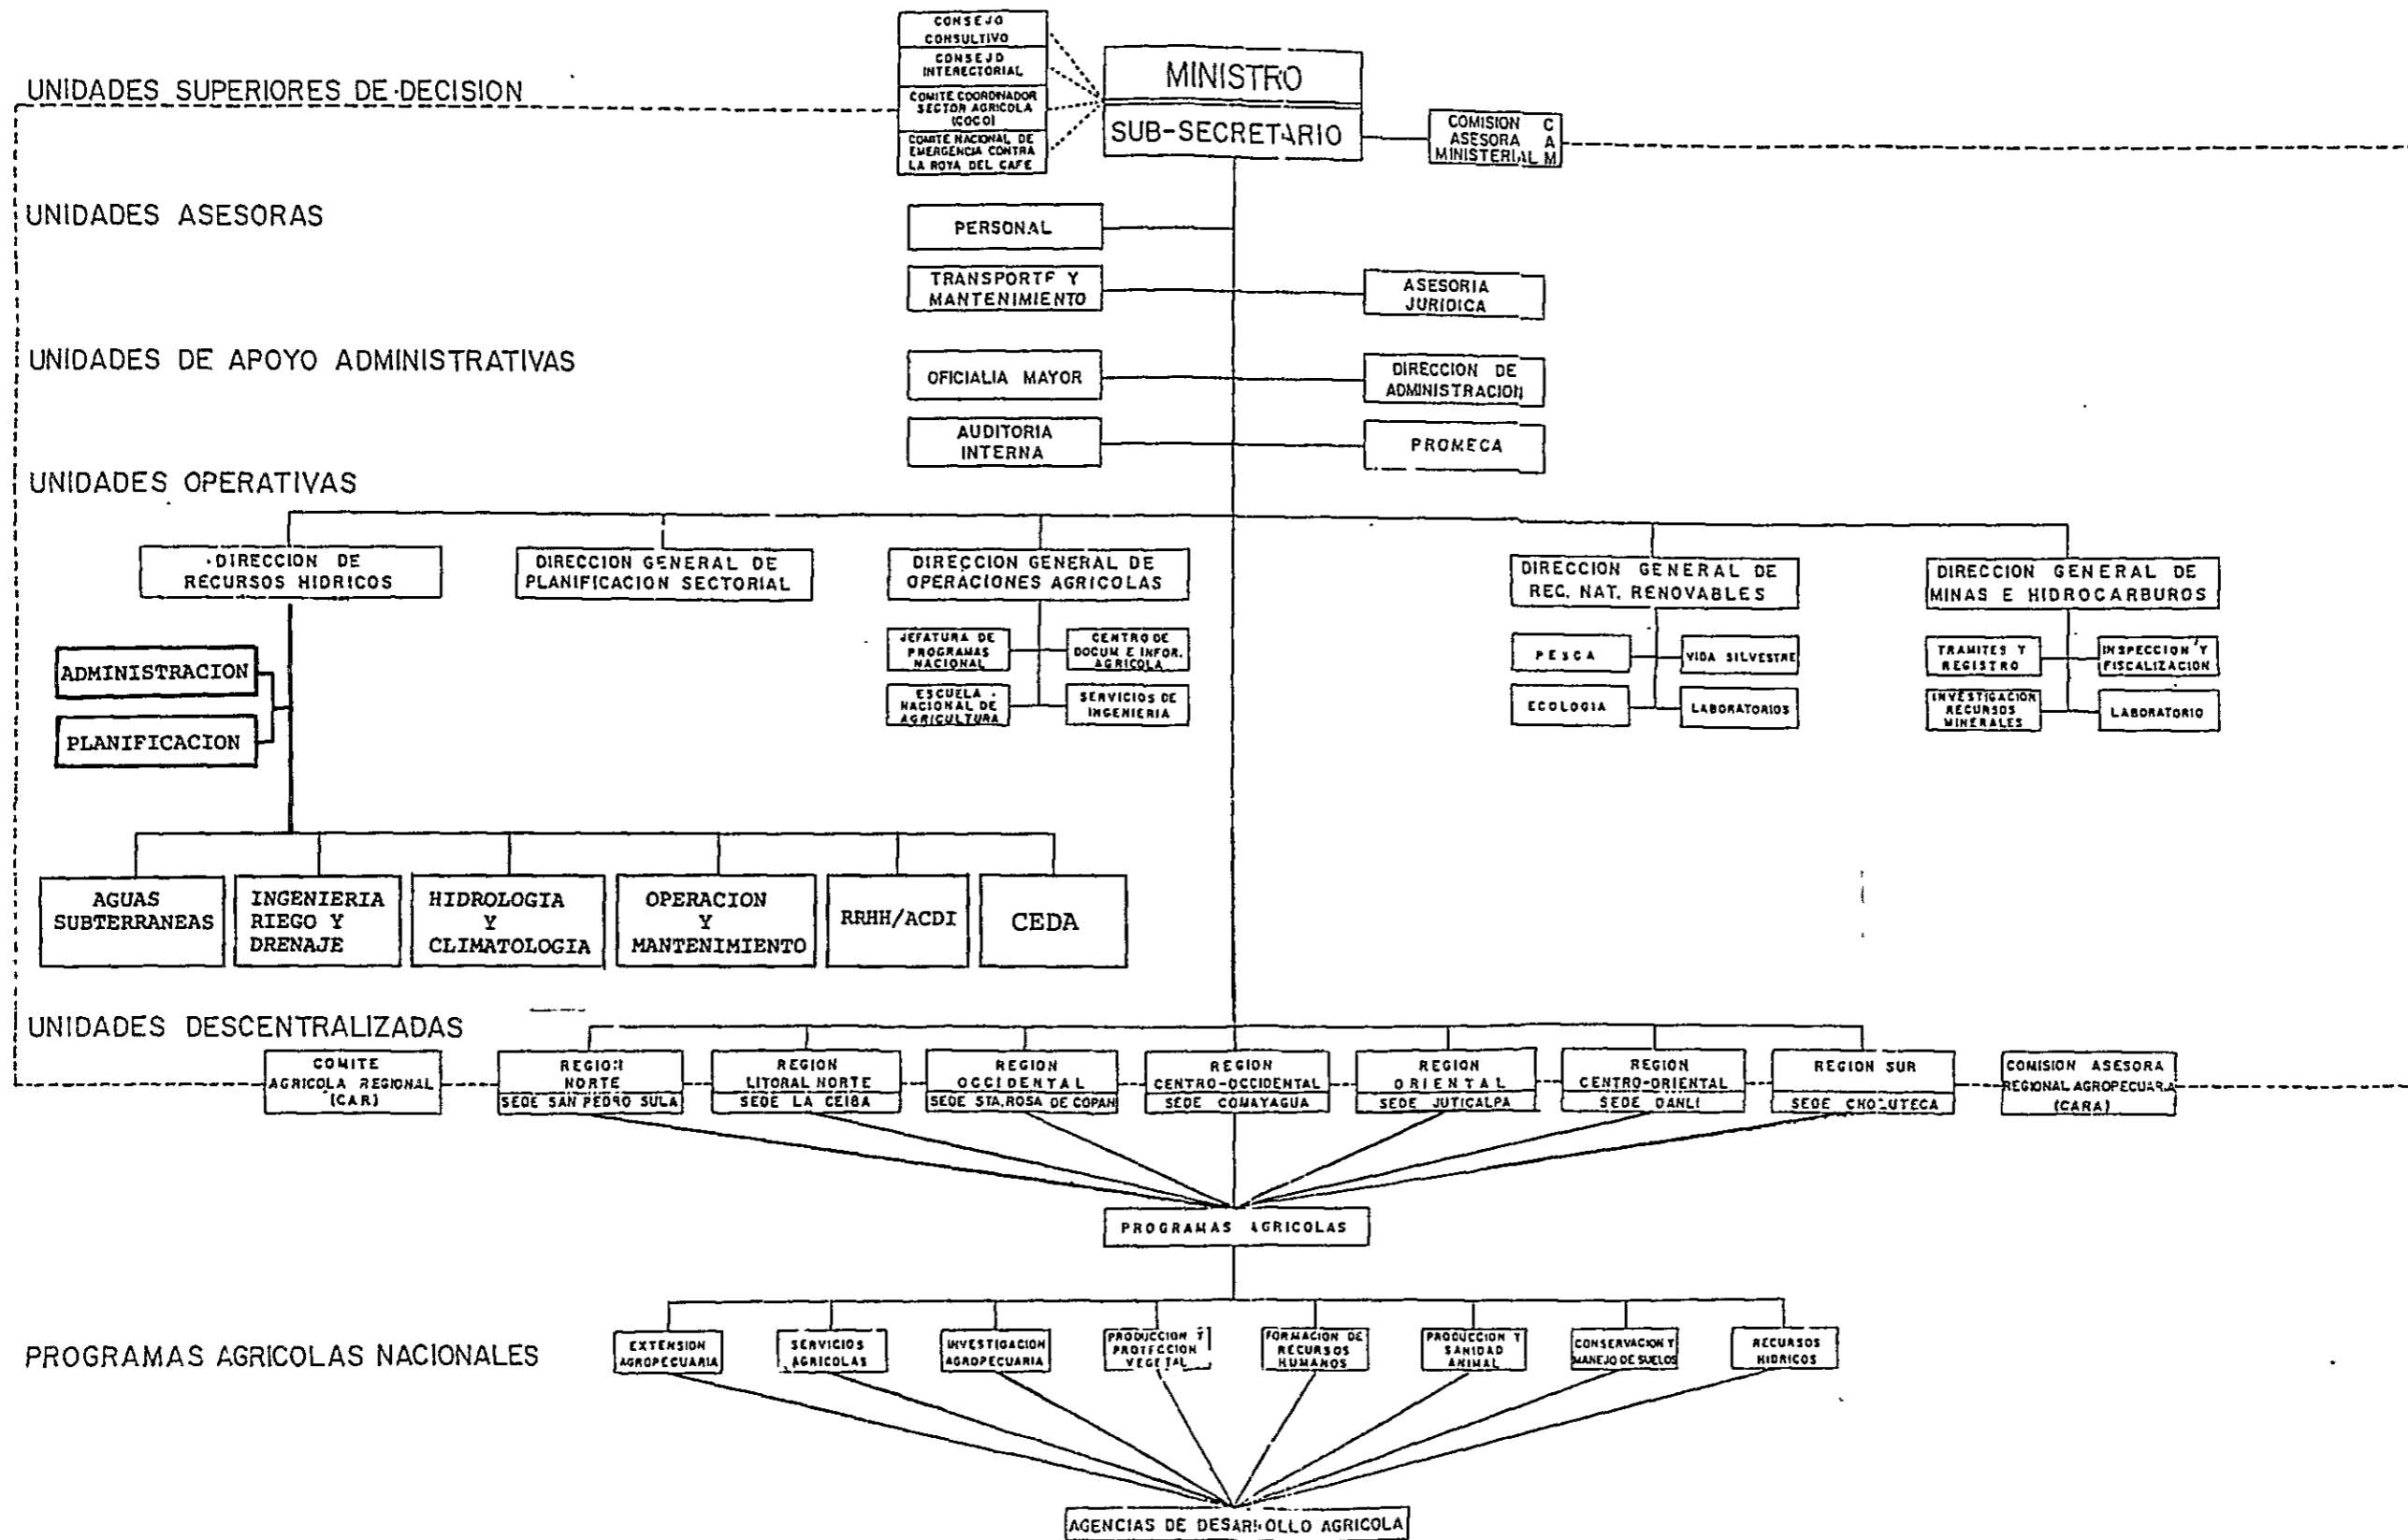 CONSEJO
CONSULTIVO
CONSEJO
INTERECTORIAL
COMITE COORDINADOR
SECTOR AGRICOLA
(COCO)
COMITE NACIONAL DE
EMERGENCIA CONTRA
LA ROYA DEL CAFE
MINISTRO
SUB-SECRETARIO
COMISION
ASESORA
MINISTERIAL
C
A
M
UNIDADES SUPERIORES DE DECISION
UNIDADES ASESORAS
PERSONAL
TRANSPORTE Y
MANTENIMIENTO
ASESORIA
JURIDICA
UNIDADES DE APOYO ADMINISTRATIVAS
OFICIALIA MAYOR
DIRECCION DE
ADMINISTRACION
AUDITORIA
INTERNA
PROMECA
UNIDADES OPERATIVAS
DIRECCION DE
RECURSOS HIDRICOS
DIRECCION GENERAL DE
PLANIFICACION SECTORIAL
DIRECCION GENERAL DE
OPERACIONES AGRICOLAS
DIRECCION GENERAL DE
REC. NAT. RENOVABLES
DIRECCION GENERAL DE
MINAS E HIDROCARBUROS
ADMINISTRACION
PLANIFICACION
JEFATURA DE
PROGRAMAS
NACIONAL
CENTRO DE
DOCUM E INFOR.
AGRICOLA
ESCUELA
NACIONAL DE
AGRICULTURA
SERVICIOS DE
INGENIERIA
PESCA
VIDA SILVESTRE
ECOLOGIA
LABORATORIOS
TRAMITES Y
REGISTRO
INSPECCION Y
FISCALIZACION
INVESTIGACION
RECURSOS
MINERALES
LABORATORIO
AGUAS
SUBTERRANEAS
INGENIERIA
RIEGO Y
DRENAJE
HIDROLOGIA
Y
CLIMATOLOGIA
OPERACION
Y
MANTENIMIENTO
RRHH/ACDI
CEDA
UNIDADES DESCENTRALIZADAS
COMITE
AGRICOLA REGIONAL
(CAR)
REGION
NORTE
SEDE SAN PEDRO SULA
REGION
LITORAL NORTE
SEDE LA CEIBA
REGION
OCCIDENTAL
SEDE STA. ROSA DE COPAN
REGION
CENTRO-OCCIDENTAL
SEDE COMAYAGUA
REGION
ORIENTAL
SEDE JUTICALPA
REGION
CENTRO-ORIENTAL
SEDE DANLI
REGION SUR
SEDE CHOLUTECA
COMISION ASESORA
REGIONAL AGROPECUARIA
(CARA)
PROGRAMAS AGRICOLAS
PROGRAMAS AGRICOLAS NACIONALES
EXTENSION
AGROPECUARIA
SERVICIOS
AGRICOLAS
INVESTIGACION
AGROPECUARIA
PRODUCCION Y
PROTECCION
VEGETAL
FORMACION DE
RECURSOS
HUMANOS
PRODUCCION Y
SANIDAD
ANIMAL
CONSERVACION Y
MANEJO DE SUELOS
RECURSOS
HIDRICOS
AGENCIAS DE DESARROLLO AGRICOLA